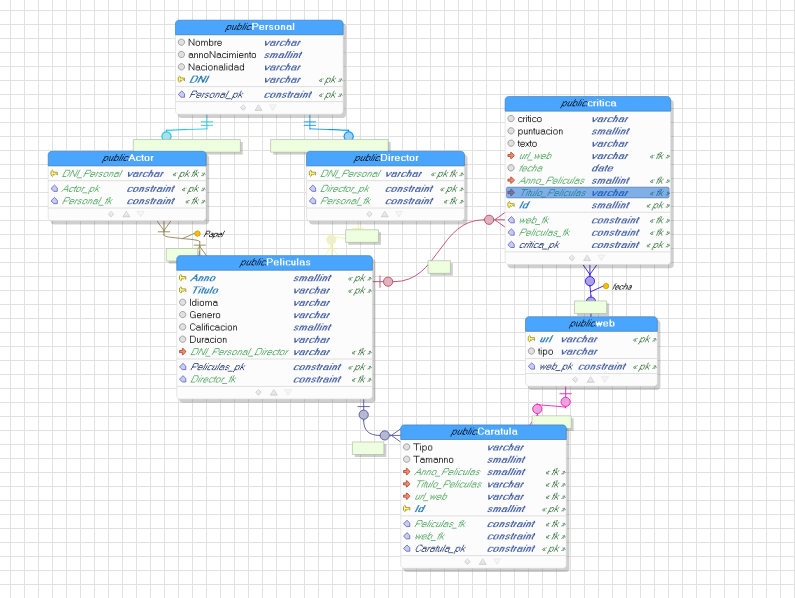 public.Personal
Nombre varchar
annoNacimiento smallint
Nacionalidad varchar
DNI varchar «pk»
Personal_pk constraint «pk»
public.Actor
DNI_Personal varchar «pk fk»
Actor_pk constraint «pk»
Personal_fk constraint «fk»
public.Director
DNI_Personal varchar «pk fk»
Director_pk constraint «pk»
Personal_fk constraint «fk»
public.critica
critico varchar
puntuacion smallint
texto varchar
url_web varchar «fk»
fecha date
Anno_Peliculas smallint «fk»
Titulo_Peliculas varchar «fk»
Id smallint «pk»
web_fk constraint «fk»
Peliculas_fk constraint «fk»
critica_pk constraint «pk»
Papal
public.Peliculas
Anno smallint «pk»
Titulo varchar «pk»
Idioma varchar
Genero varchar
Calificacion smallint
Duracion varchar
DNI_Personal_Director varchar «fk»
Peliculas_pk constraint «pk»
Director_fk constraint «fk»
fecha
public.web
url varchar «pk»
tipo varchar
web_pk constraint «pk»
public.Caratula
Tipo varchar
Tamanno smallint
Anno_Peliculas smallint «fk»
Titulo_Peliculas varchar «fk»
url_web varchar «fk»
Id smallint «pk»
Peliculas_fk constraint «fk»
web_fk constraint «fk»
Caratula_pk constraint «pk»